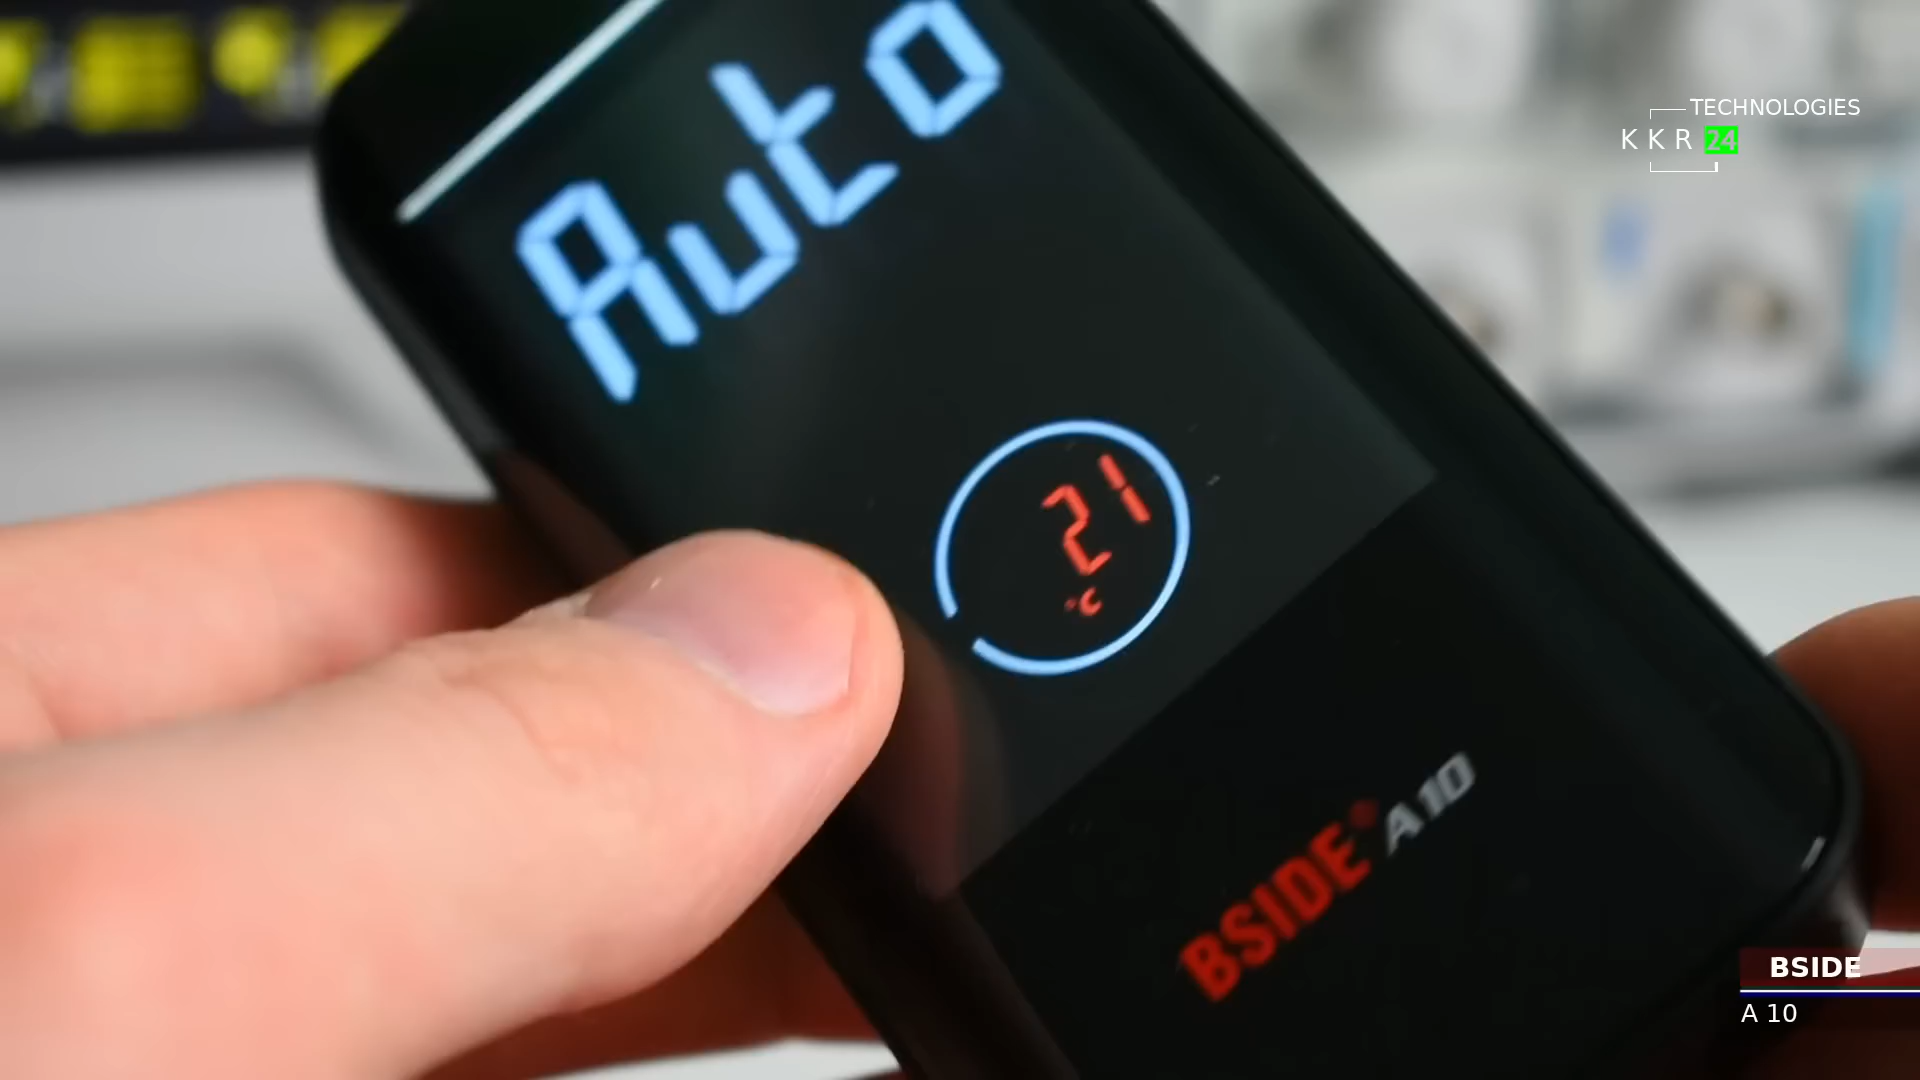 Auto
21
°C
BSIDE® A10
TECHNOLOGIES
KKR 24
BSIDE
A 10